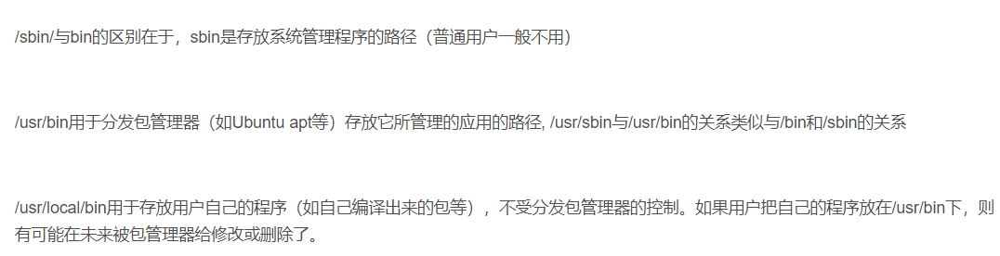 /sbin/与bin的区别在于，sbin是存放系统管理程序的路径（普通用户一般不用）
/usr/bin用于分发包管理器（如Ubuntu apt等）存放它所管理的应用的路径, /usr/sbin与/usr/bin的关系类似与/bin和/sbin的关系
/usr/local/bin用于存放用户自己的程序（如自己编译出来的包等），不受分发包管理器的控制。如果用户把自己的程序放在/usr/bin下，则
有可能在未来被包管理器给修改或删除了。